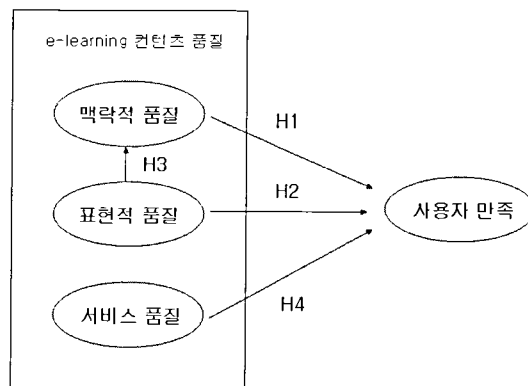 e-learning 컨텐츠 품질
맥락적 품질
H1
H3
표현적 품질
H2
사용자 만족
서비스 품질
H4